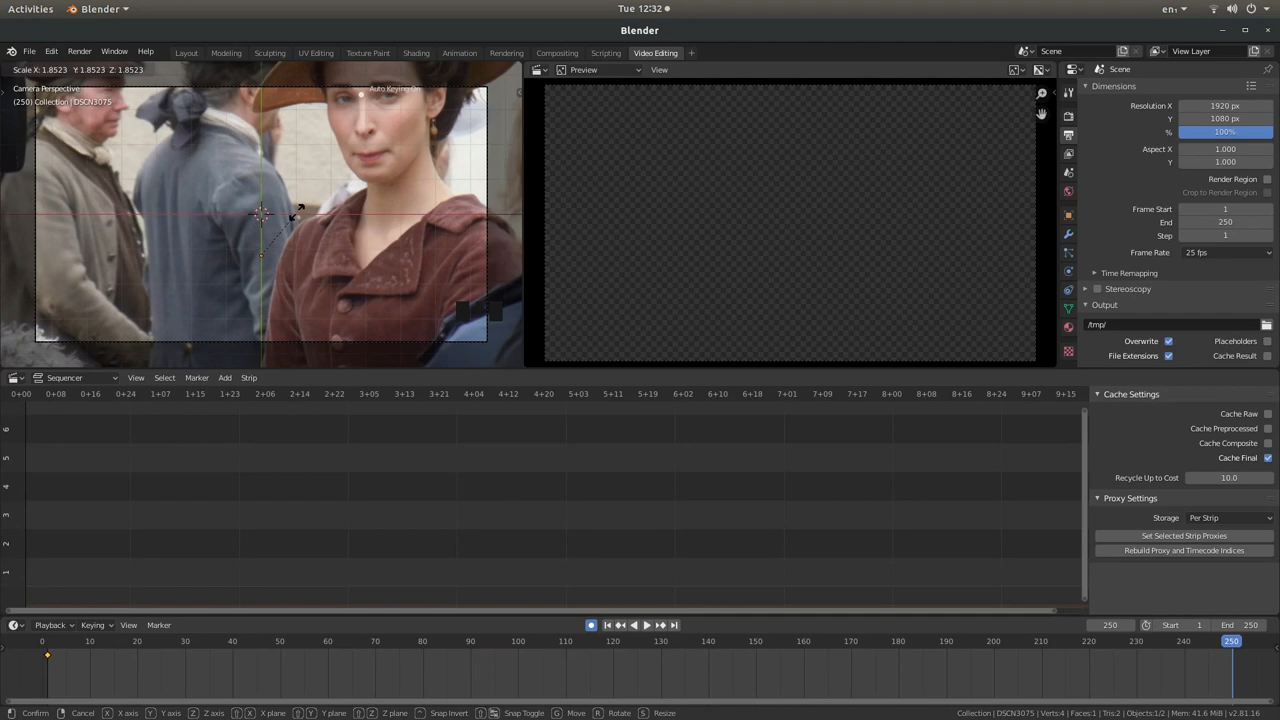 Activities Blender Tue 12:32 en₁
Blender
File Edit Render Window Help Layout Modeling Sculpting UV Editing Texture Paint Shading Animation Rendering Compositing Scripting Video Editing + Scene View Layer
Scale X: 1.8523 Y: 1.8523 Z: 1.8523
Camera Perspective Auto Keying On
(250) Collection | DSCN3075
Preview View
Scene
Dimensions
Resolution X 1920 px
Y 1080 px
% 100%
Aspect X 1.000
Y 1.000
Render Region
Crop to Render Region
Frame Start 1
End 250
Step 1
Frame Rate 25 fps
Time Remapping
Stereoscopy
Output
/tmp/
Overwrite Placeholders
File Extensions Cache Result
Sequencer View Select Marker Add Strip
0+00 0+08 0+16 0+24 1+07 1+15 1+23 2+06 2+14 2+22 3+05 3+13 3+21 4+04 4+12 4+20 5+03 5+11 5+19 6+02 6+10 6+18 7+01 7+09 7+17 8+00 8+08 8+16 8+24 9+07 9+15
6
5
4
3
2
1
Cache Settings
Cache Raw
Cache Preprocessed
Cache Composite
Cache Final
Recycle Up to Cost 10.0
Proxy Settings
Storage Per Strip
Set Selected Strip Proxies
Rebuild Proxy and Timecode Indices
Playback Keying View Marker 250 Start 1 End 250
0 10 20 30 40 50 60 70 80 90 100 110 120 130 140 150 160 170 180 190 200 210 220 230 240 250
Confirm Cancel X X axis Y Y axis Z Z axis X X plane Y Y plane Z Z plane Snap Invert Snap Toggle G Move R Rotate S Resize Collection | DSCN3075 | Verts:4 | Faces:1 | Tris:2 | Objects:1/2 | Mem: 41.6 MiB | v2.81.16